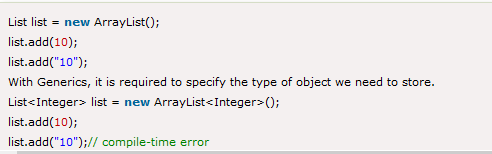 List list = new ArrayList();
list.add(10);
list.add("10");
With Generics, it is required to specify the type of object we need to store.
List<Integer> list = new ArrayList<Integer>();
list.add(10);
list.add("10");// compile-time error